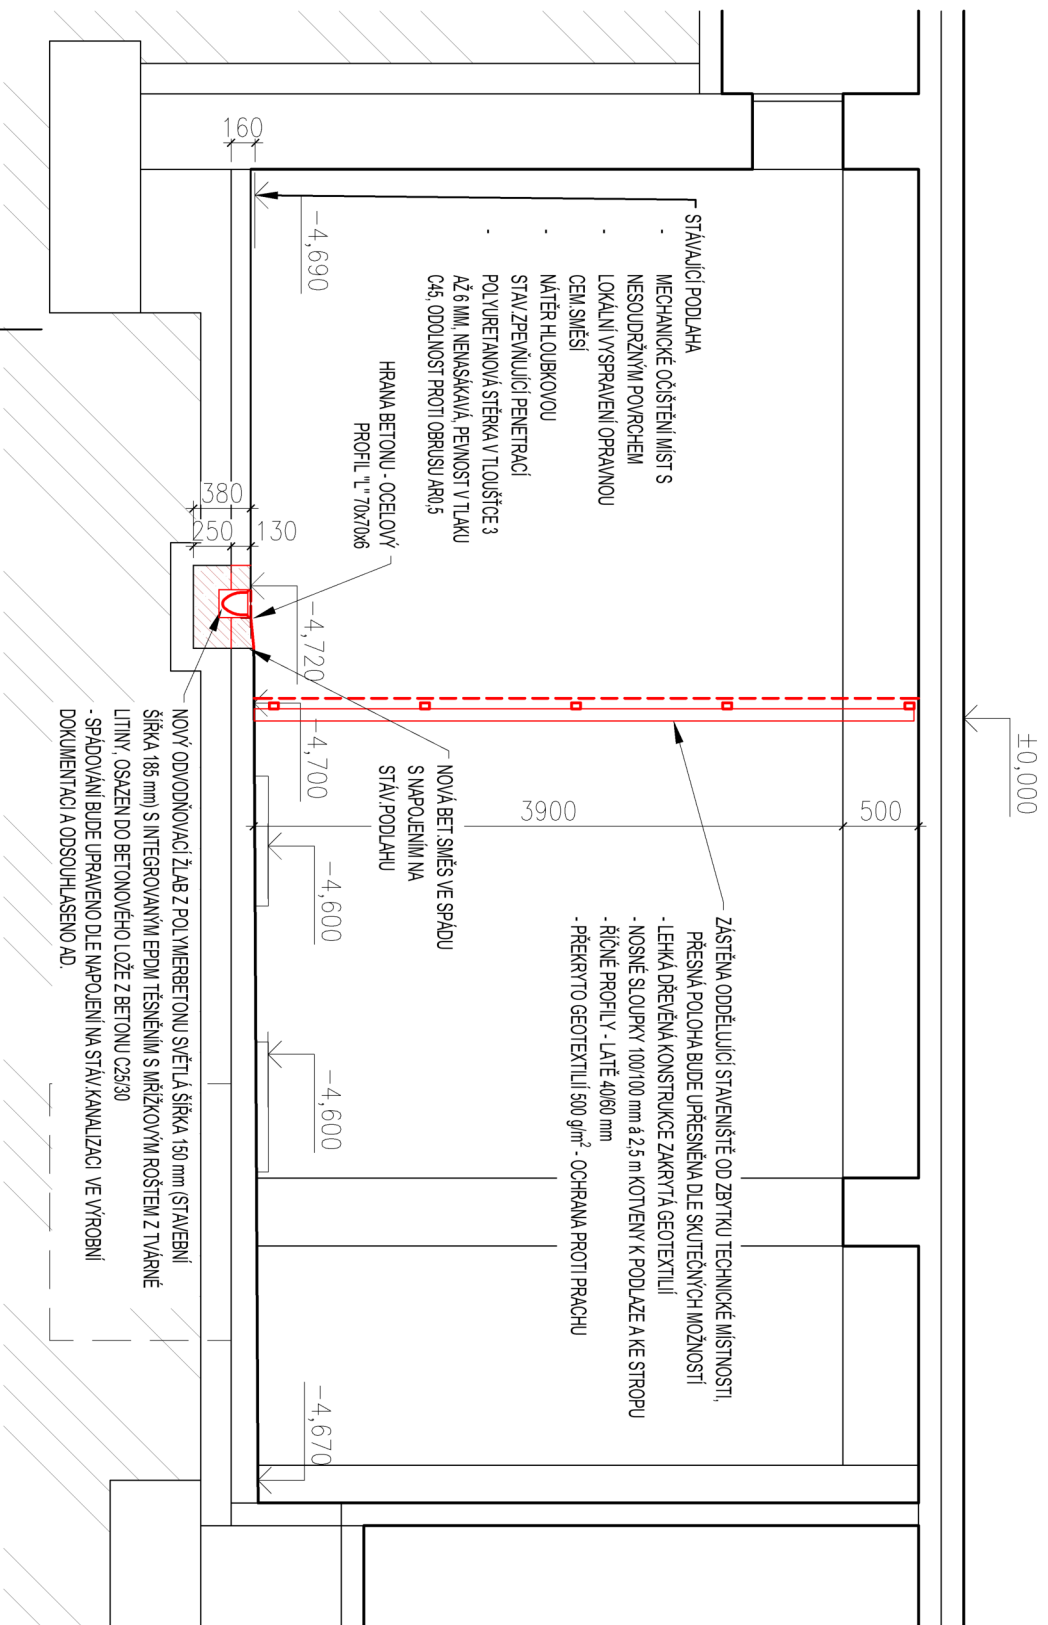 ±0,000
STÁVAJÍCÍ PODLAHA
- MECHANICKÉ OČIŠTĚNÍ MÍST S
NESOUDRŽNÝM POVRCHEM
- LOKÁLNÍ VYSPRAVENÍ OPRAVNOU
CEM.SMĚSÍ
- NÁTĚR HLOUBKOVOU
STAV.ZPEVŇUJÍCÍ PENETRACÍ
- POLYURETANOVÁ STĚRKA V TLOUŠŤCE 3
AŽ 6 MM, NENASÁKAVÁ, PEVNOST V TLAKU
C45, ODOLNOST PROTI OBRUSU AR0,5
HRANA BETONU - OCELOVÝ
PROFIL "L" 70x70x6
ZÁSTĚNA ODDĚLUJÍCÍ STAVENIŠTĚ OD ZBYTKU TECHNICKÉ MÍSTNOSTI,
PŘESNÁ POLOHA BUDE UPŘESNĚNA DLE SKUTEČNÝCH MOŽNOSTÍ
- LEHKÁ DŘEVĚNÁ KONSTRUKCE ZAKRYTÁ GEOTEXTILIÍ
- NOSNÉ SLOUPKY 100/100 mm á 2,5 m KOTVENY K PODLAZE A KE STROPU
- ŘÍČNÉ PROFILY - LATĚ 40/60 mm
- PŘEKRYTO GEOTEXTILIÍ 500 g/m² - OCHRANA PROTI PRACHU
500
3900
NOVÁ BET.SMĚS VE SPÁDU
S NAPOJENÍM NA
STÁV.PODLAHU
-4,690
-4,720
-4,700
-4,600
-4,600
-4,670
160
380
250
130
NOVÝ ODVODŇOVACÍ ŽLAB Z POLYMERBETONU SVĚTLÁ ŠÍŘKA 150 mm (STAVEBNÍ
ŠÍŘKA 185 mm) S INTEGROVANÝM EPDM TĚSNĚNÍM S MŘÍŽKOVÝM ROŠTEM Z TVÁRNÉ
LITINY, OSAZEN DO BETONOVÉHO LOŽE Z BETONU C25/30
- SPÁDOVÁNÍ BUDE UPRAVENO DLE NAPOJENÍ NA STÁV.KANALIZACI VE VÝROBNÍ
DOKUMENTACI A ODSOUHLASENO AD.